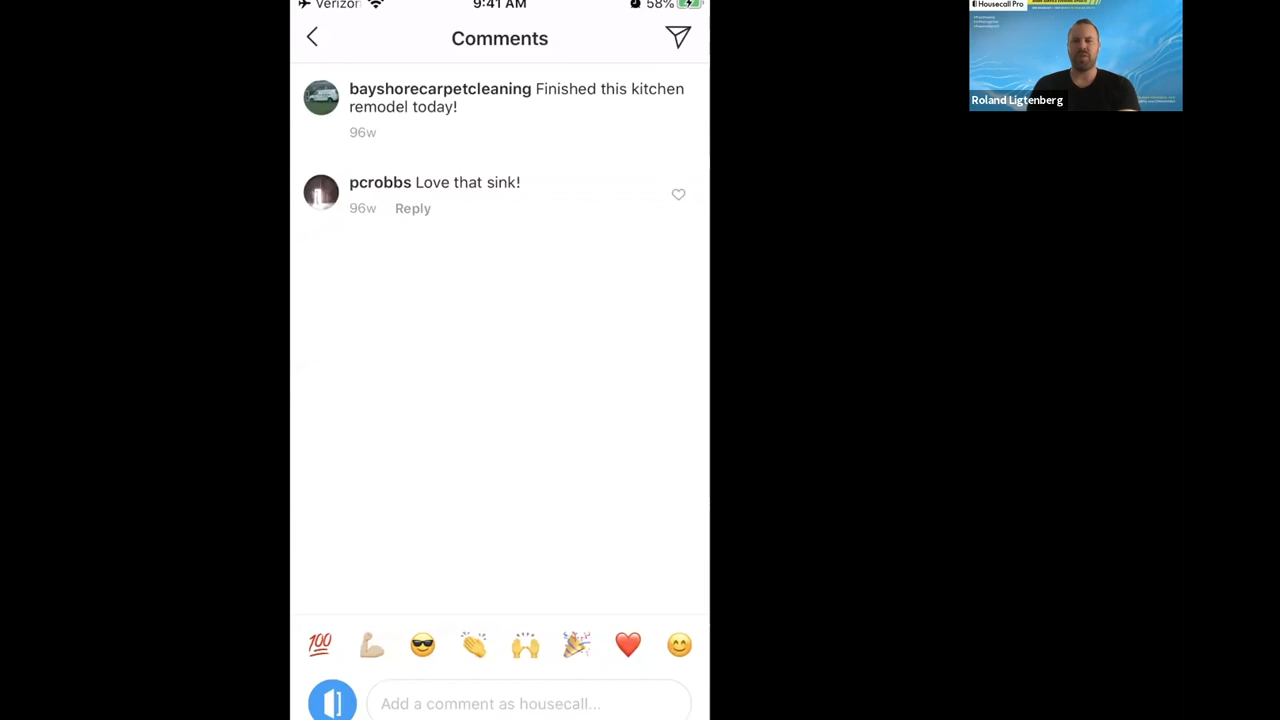 Verizon
9:41 AM
58%
Comments
bayshorecarpetcleaning Finished this kitchen
remodel today!
96w
pcrobbs Love that sink!
96w Reply
💯 💪🏼 😎 👏 🙌 🎉 ❤️ 😊
Add a comment as housecall...
Housecall Pro
Roland Ligtenberg